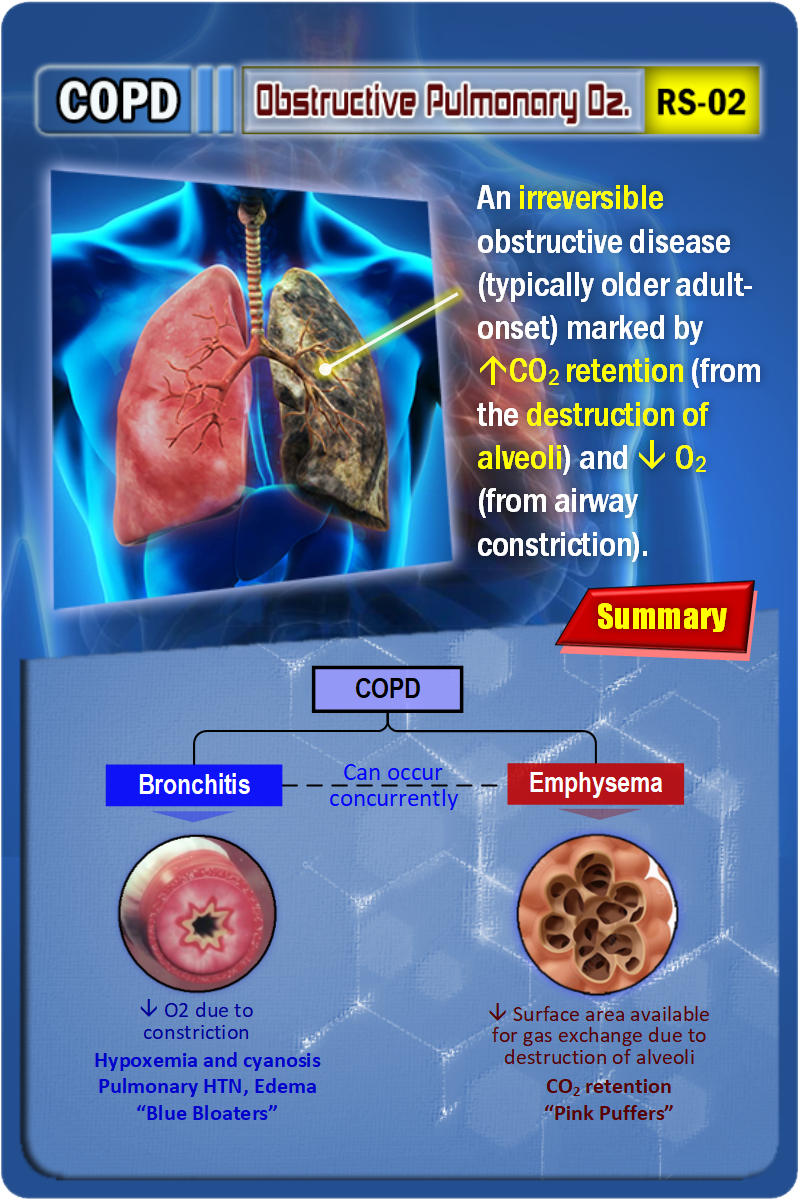 COPD
Obstructive Pulmonary Dz.
RS-02
An irreversible
obstructive disease
(typically older adult-
onset) marked by
↑CO₂ retention (from
the destruction of
alveoli) and ↓ O₂
(from airway
constriction).
Summary
COPD
Bronchitis
Can occur
concurrently
Emphysema
↓ O2 due to
constriction
Hypoxemia and cyanosis
Pulmonary HTN, Edema
“Blue Bloaters”
↓ Surface area available
for gas exchange due to
destruction of alveoli
CO₂ retention
“Pink Puffers”